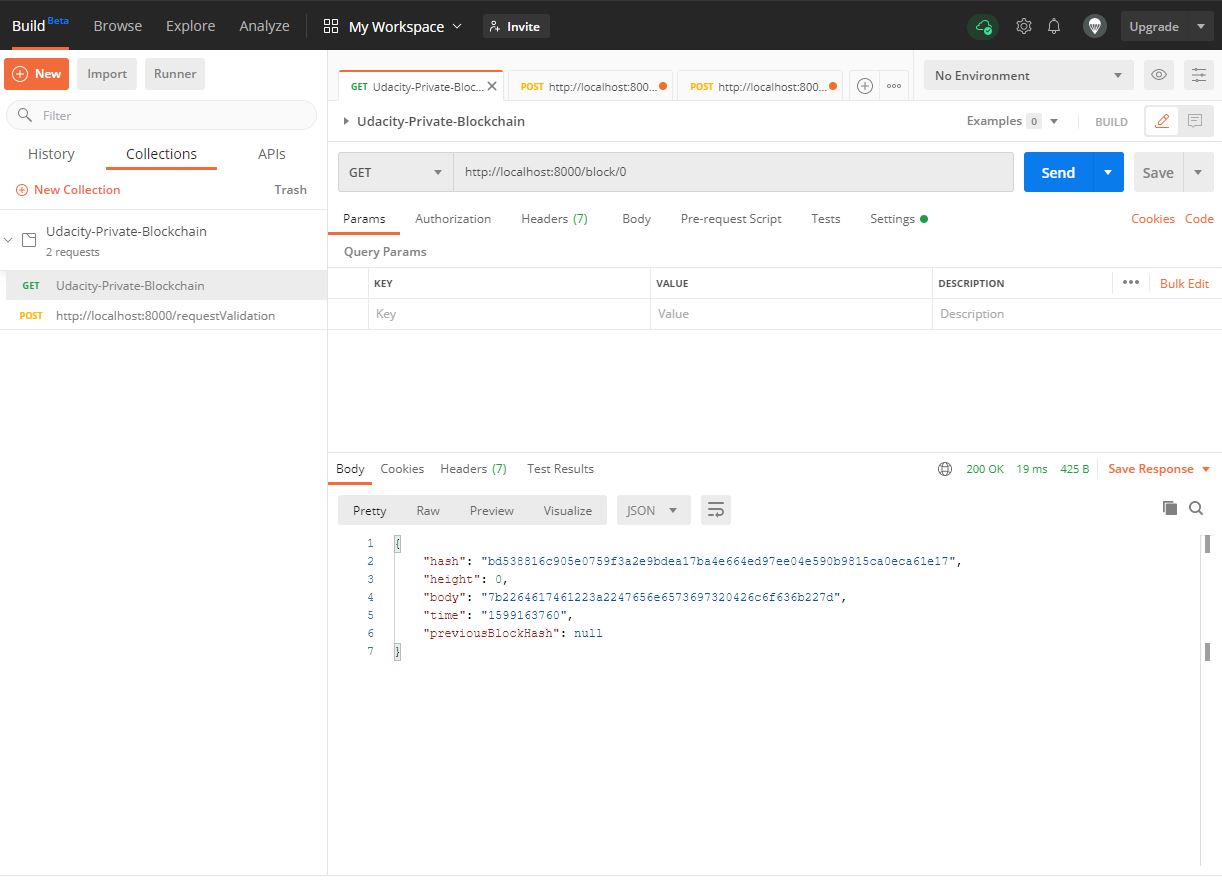 Build Beta Browse Explore Analyze My Workspace Invite Upgrade
New Import Runner
Filter
History Collections APIs
New Collection Trash
Udacity-Private-Blockchain
2 requests
GET Udacity-Private-Blockchain
POST http://localhost:8000/requestValidation
GET Udacity-Private-Bloc... POST http://localhost:800... POST http://localhost:800... No Environment
Udacity-Private-Blockchain Examples 0 BUILD
GET http://localhost:8000/block/0 Send Save
Params Authorization Headers (7) Body Pre-request Script Tests Settings Cookies Code
Query Params
KEY VALUE DESCRIPTION Bulk Edit
Key Value Description
Body Cookies Headers (7) Test Results 200 OK 19 ms 425 B Save Response
Pretty Raw Preview Visualize JSON
1 {
2 "hash": "bd538816c905e0759f3a2e9bdea17ba4e664ed97ee04e590b9815ca0eca61e17",
3 "height": 0,
4 "body": "7b2264617461223a2247656e6573697320426c6f636b227d",
5 "time": "1599163760",
6 "previousBlockHash": null
7 }